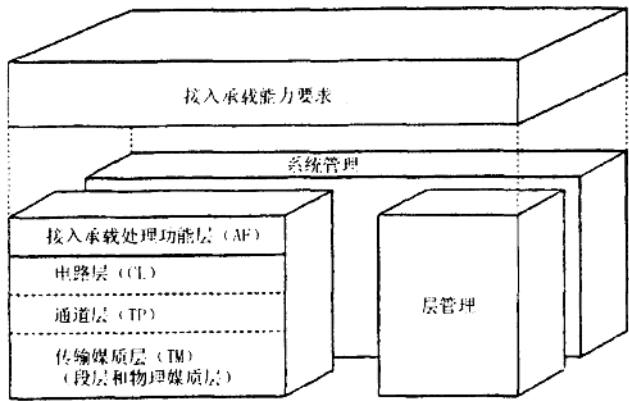 接入承载能力要求
系统管理
接入承载处理功能层（AF）
电路层（CL）
通道层（TP）
传输媒质层（TM）
（段层和物理媒质层）
层管理